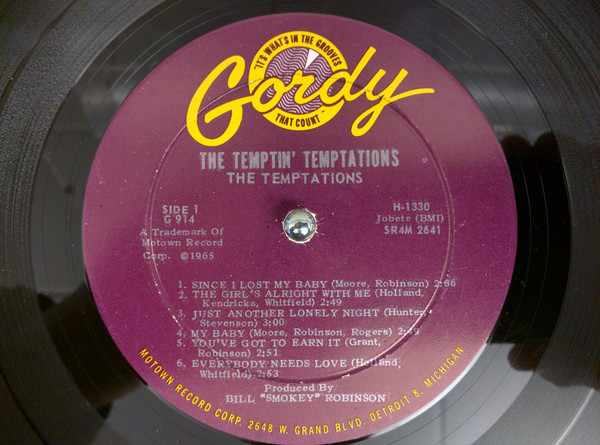 "IT'S WHAT'S IN THE GROOVES
Gordy
THAT COUNT"
THE TEMPTIN' TEMPTATIONS
THE TEMPTATIONS
SIDE 1
G 914
A Trademark Of
Motown Record
Corp. ©1965
H-1330
Jobete (BMI)
SR4M 2641
1. SINCE I LOST MY BABY (Moore, Robinson)
2. THE GIRL'S ALRIGHT WITH ME (Holland,
Kendricks, Whitfield) 2:49
3. JUST ANOTHER LONELY NIGHT (Hunter,
Stevenson) 3:00
4. MY BABY (Moore, Robinson, Rogers) 2:49
5. YOU'VE GOT TO EARN IT (Grant,
Robinson) 2:51
6. EVERYBODY NEEDS LOVE (Holland,
Whitfield) 2:53
Produced By
BILL "SMOKEY" ROBINSON
MOTOWN RECORD CORP. 2648 W. GRAND BLVD. DETROIT 8, MICHIGAN